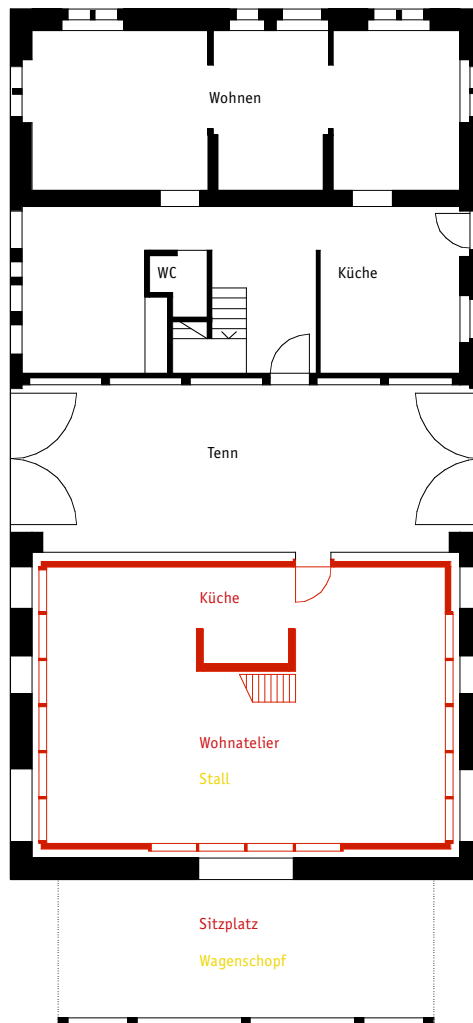 Wohnen
WC
Küche
Tenn
Küche
Wohnatelier
Stall
Sitzplatz
Wagenschopf